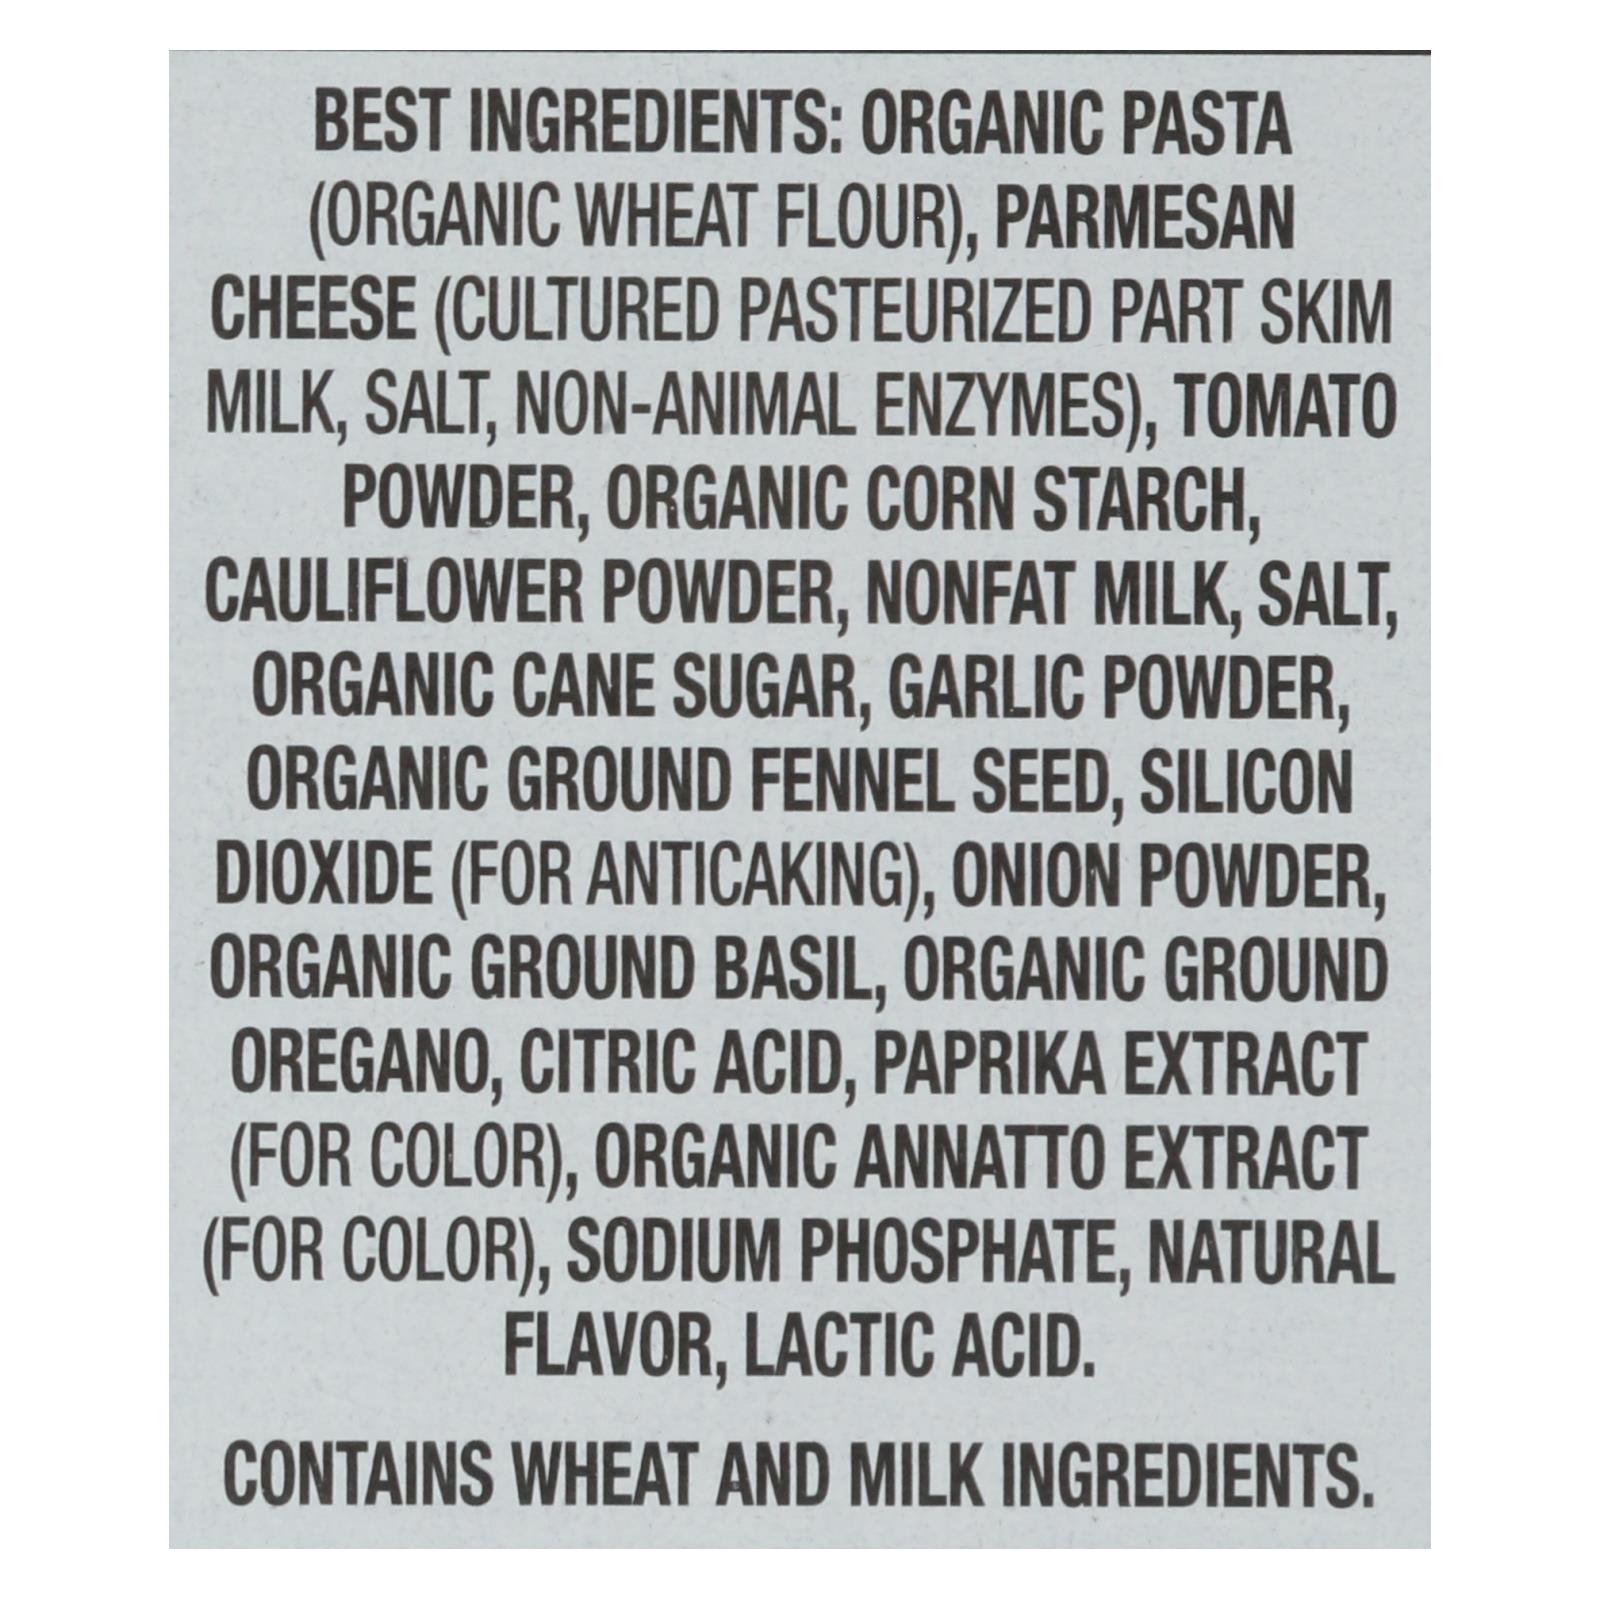 BEST INGREDIENTS: ORGANIC PASTA
(ORGANIC WHEAT FLOUR), PARMESAN
CHEESE (CULTURED PASTEURIZED PART SKIM
MILK, SALT, NON-ANIMAL ENZYMES), TOMATO
POWDER, ORGANIC CORN STARCH,
CAULIFLOWER POWDER, NONFAT MILK, SALT,
ORGANIC CANE SUGAR, GARLIC POWDER,
ORGANIC GROUND FENNEL SEED, SILICON
DIOXIDE (FOR ANTICAKING), ONION POWDER,
ORGANIC GROUND BASIL, ORGANIC GROUND
OREGANO, CITRIC ACID, PAPRIKA EXTRACT
(FOR COLOR), ORGANIC ANNATTO EXTRACT
(FOR COLOR), SODIUM PHOSPHATE, NATURAL
FLAVOR, LACTIC ACID.
CONTAINS WHEAT AND MILK INGREDIENTS.